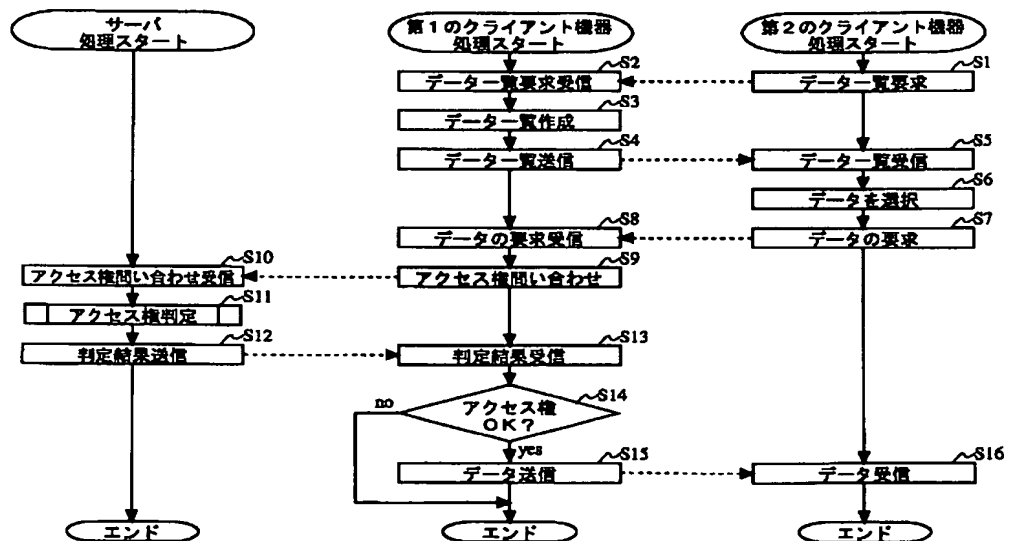 サーバ
処理スタート
第1のクライアント機器
処理スタート
第2のクライアント機器
処理スタート
S2
データ一覧要求受信
S1
データ一覧要求
S3
データ一覧作成
S4
データ一覧送信
S5
データ一覧受信
S6
データを選択
S8
データの要求受信
S7
データの要求
S10
アクセス権問い合わせ受信
S9
アクセス権問い合わせ
S11
アクセス権判定
S12
判定結果送信
S13
判定結果受信
S14
アクセス権
OK?
no
yes
S15
データ送信
S16
データ受信
エンド
エンド
エンド